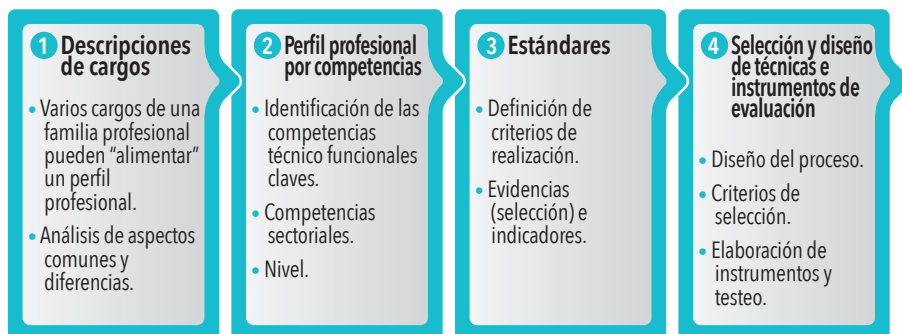 1 Descripciones
de cargos
• Varios cargos de una
familia profesional
pueden “alimentar”
un perfil
profesional.
• Análisis de aspectos
comunes y
diferencias.
2 Perfil profesional
por competencias
• Identificación de las
competencias
técnico funcionales
claves.
• Competencias
sectoriales.
• Nivel.
3 Estándares
• Definición de
criterios de
realización.
• Evidencias
(selección) e
indicadores.
4 Selección y diseño
de técnicas e
instrumentos de
evaluación
• Diseño del proceso.
• Criterios de
selección.
• Elaboración de
instrumentos y
testeo.